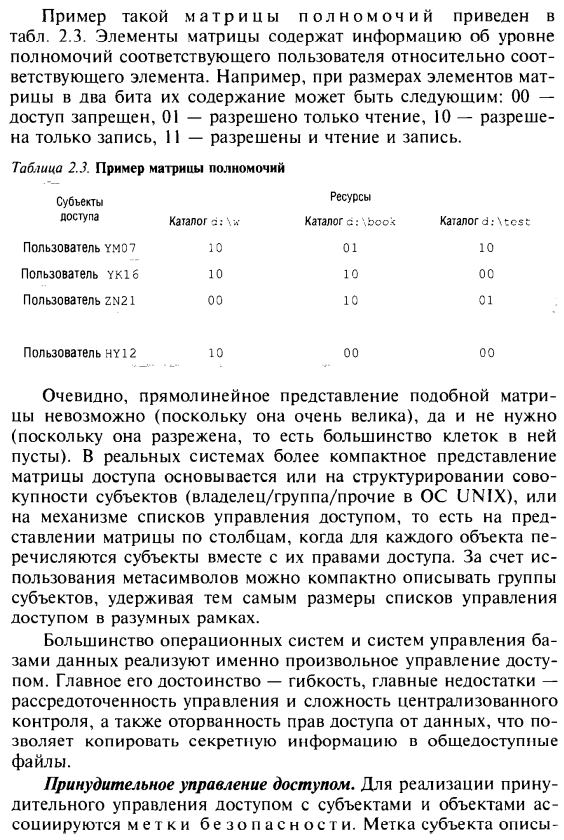 Пример такой матрицы полномочий приведен в
табл. 2.3. Элементы матрицы содержат информацию об уровне
полномочий соответствующего пользователя относительно соот-
ветствующего элемента. Например, при размерах элементов мат-
рицы в два бита их содержание может быть следующим: 00 —
доступ запрещен, 01 — разрешено только чтение, 10 — разреше-
на только запись, 11 — разрешены и чтение и запись.
Таблица 2.3. Пример матрицы полномочий
Субъекты доступа
Ресурсы
Каталог d:\w Каталог d:\book Каталог d:\test
Пользователь YM07 10 01 10
Пользователь YK16 10 10 00
Пользователь ZN21 00 10 01
Пользователь HY12 10 00 00
Очевидно, прямолинейное представление подобной матри-
цы невозможно (поскольку она очень велика), да и не нужно
(поскольку она разрежена, то есть большинство клеток в ней
пусты). В реальных системах более компактное представление
матрицы доступа основывается или на структурировании сово-
купности субъектов (владелец/группа/прочие в ОС UNIX), или
на механизме списков управления доступом, то есть на пред-
ставлении матрицы по столбцам, когда для каждого объекта пе-
речисляются субъекты вместе с их правами доступа. За счет ис-
пользования метасимволов можно компактно описывать группы
субъектов, удерживая тем самым размеры списков управления
доступом в разумных рамках.
Большинство операционных систем и систем управления ба-
зами данных реализуют именно произвольное управление досту-
пом. Главное его достоинство — гибкость, главные недостатки —
рассредоточенность управления и сложность централизованного
контроля, а также оторванность прав доступа от данных, что по-
зволяет копировать секретную информацию в общедоступные
файлы.
Принудительное управление доступом. Для реализации прину-
дительного управления доступом с субъектами и объектами ас-
социируются метки безопасности. Метка субъекта описы-